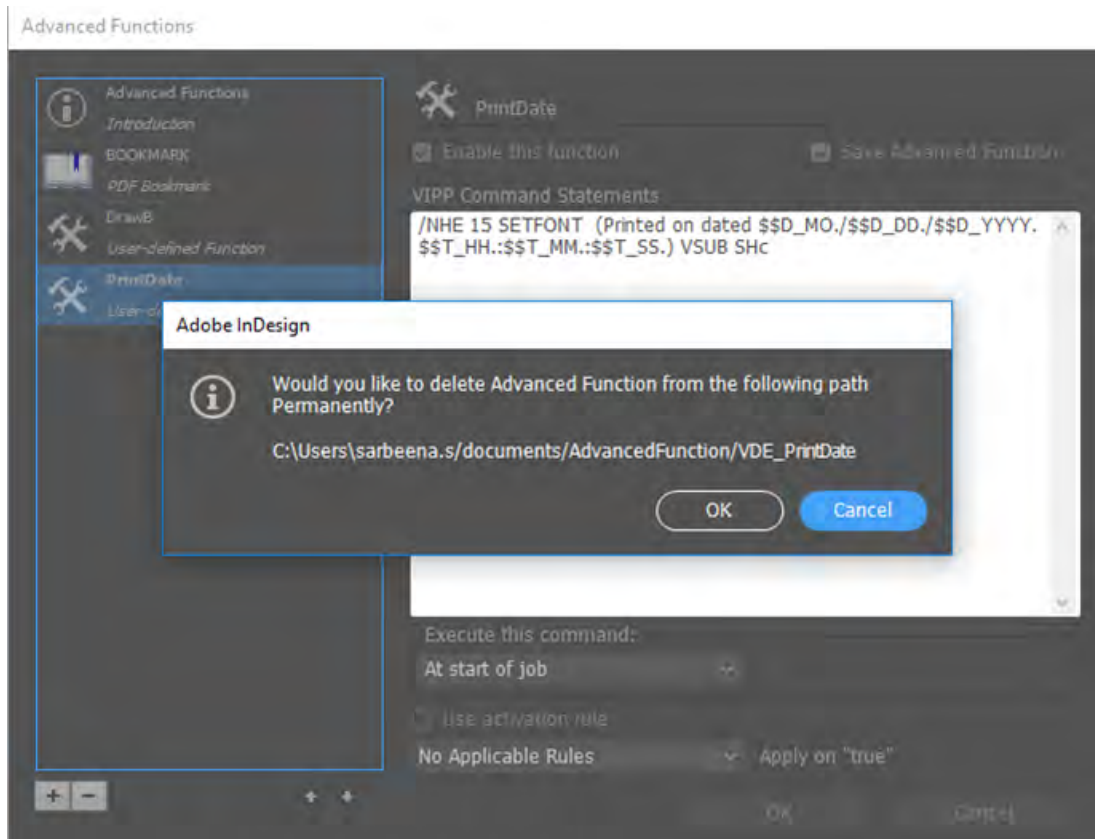 Advanced Functions
Advanced Functions
Introduction
BOOKMARK
PDF Bookmark
DrawB
User-defined Function
PrintDate
PrintDate
Enable this function
Save Advanced Function
VIPP Command Statements
/NHE 15 SETFONT (Printed on dated $$D_MO./$$D_DD./$$D_YYYY.
$$T_HH.:$$T_MM.:$$T_SS.) VSUB SHc
Adobe InDesign
Would you like to delete Advanced Function from the following path
Permanently?
C:\Users\sarbeena.s/documents/AdvancedFunction/VDE_PrintDate
OK
Cancel
Execute this command:
At start of job
Use activation rule
No Applicable Rules
Apply on "true"
+ -
OK
Cancel